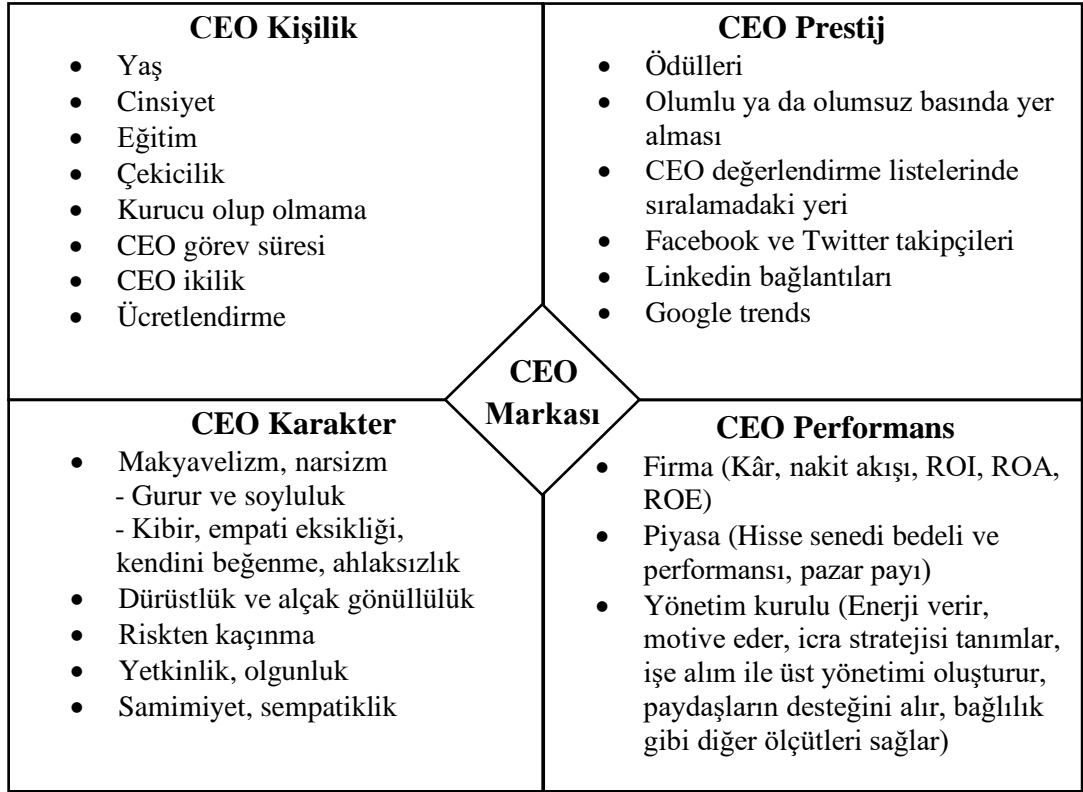 CEO Kişilik
• Yaş
• Cinsiyet
• Eğitim
• Çekicilik
• Kurucu olup olmama
• CEO görev süresi
• CEO ikilik
• Ücretlendirme
CEO Prestij
• Ödülleri
• Olumlu ya da olumsuz basında yer
alması
• CEO değerlendirme listelerinde
sıralamadaki yeri
• Facebook ve Twitter takipçileri
• Linkedin bağlantıları
• Google trends
CEO
Markası
CEO Karakter
• Makyavelizm, narsizm
- Gurur ve soyluluk
- Kibir, empati eksikliği,
kendini beğenme, ahlaksızlık
• Dürüstlük ve alçak gönüllülük
• Riskten kaçınma
• Yetkinlik, olgunluk
• Samimiyet, sempatiklik
CEO Performans
• Firma (Kâr, nakit akışı, ROI, ROA,
ROE)
• Piyasa (Hisse senedi bedeli ve
performansı, pazar payı)
• Yönetim kurulu (Enerji verir,
motive eder, icra stratejisi tanımlar,
işe alım ile üst yönetimi oluşturur,
paydaşların desteğini alır, bağlılık
gibi diğer ölçütleri sağlar)